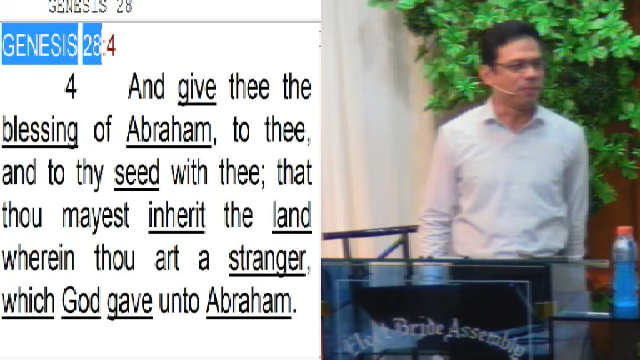 GENESIS 28
GENESIS 28:4
4 And give thee the
blessing of Abraham, to thee,
and to thy seed with thee; that
thou mayest inherit the land
wherein thou art a stranger,
which God gave unto Abraham.
Elect Bride Assembly